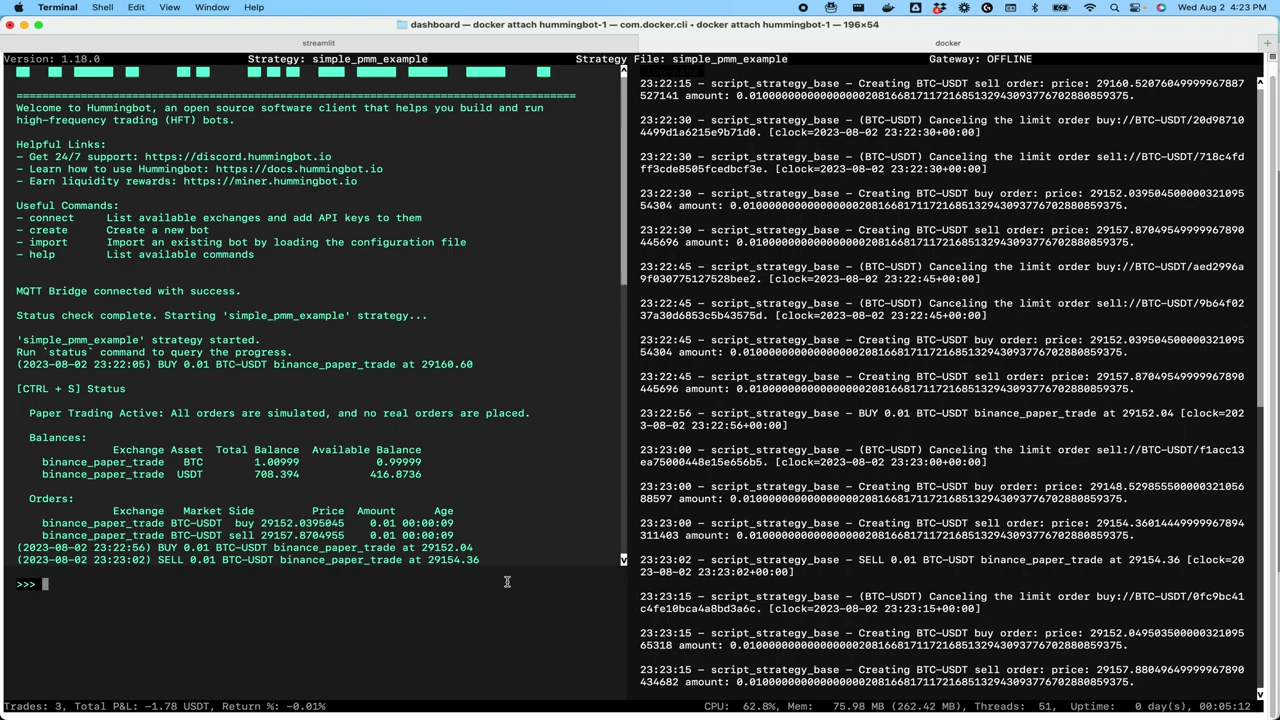 Terminal Shell Edit View Window Help Wed Aug 2 4:23 PM
dashboard — docker attach hummingbot-1 — com.docker.cli • docker attach hummingbot-1 — 196×54
streamlit docker
Version: 1.18.0 Strategy: simple_pmm_example Strategy File: simple_pmm_example Gateway: OFFLINE
=======================================================================================
Welcome to Hummingbot, an open source software client that helps you build and run
high-frequency trading (HFT) bots.
Helpful Links:
- Get 24/7 support: https://discord.hummingbot.io
- Learn how to use Hummingbot: https://docs.hummingbot.io
- Earn liquidity rewards: https://miner.hummingbot.io
Useful Commands:
- connect List available exchanges and add API keys to them
- create Create a new bot
- import Import an existing bot by loading the configuration file
- help List available commands
MQTT Bridge connected with success.
Status check complete. Starting 'simple_pmm_example' strategy...
'simple_pmm_example' strategy started.
Run `status` command to query the progress.
(2023-08-02 23:22:05) BUY 0.01 BTC-USDT binance_paper_trade at 29160.60
[CTRL + S] Status
Paper Trading Active: All orders are simulated, and no real orders are placed.
Balances:
Exchange Asset Total Balance Available Balance
binance_paper_trade BTC 1.00999 0.99999
binance_paper_trade USDT 708.394 416.8736
Orders:
Exchange Market Side Price Amount Age
binance_paper_trade BTC-USDT buy 29152.0395045 0.01 00:00:09
binance_paper_trade BTC-USDT sell 29157.8704955 0.01 00:00:09
(2023-08-02 23:22:56) BUY 0.01 BTC-USDT binance_paper_trade at 29152.04
(2023-08-02 23:23:02) SELL 0.01 BTC-USDT binance_paper_trade at 29154.36
>>>
23:22:15 - script_strategy_base - Creating BTC-USDT sell order: price: 29160.52076049999967887
527141 amount: 0.01000000000000000020816681711721685132943093776702880859375.
23:22:30 - script_strategy_base - (BTC-USDT) Canceling the limit order buy://BTC-USDT/20d98710
4499d1a6215e9b71d0. [clock=2023-08-02 23:22:30+00:00]
23:22:30 - script_strategy_base - (BTC-USDT) Canceling the limit order sell://BTC-USDT/718c4fd
ff3cde8505fcedbcf3e. [clock=2023-08-02 23:22:30+00:00]
23:22:30 - script_strategy_base - Creating BTC-USDT buy order: price: 29152.039504500000321095
54304 amount: 0.01000000000000000020816681711721685132943093776702880859375.
23:22:30 - script_strategy_base - Creating BTC-USDT sell order: price: 29157.87049549999967890
445696 amount: 0.01000000000000000020816681711721685132943093776702880859375.
23:22:45 - script_strategy_base - (BTC-USDT) Canceling the limit order buy://BTC-USDT/aed2996a
9f030775127528bee2. [clock=2023-08-02 23:22:45+00:00]
23:22:45 - script_strategy_base - (BTC-USDT) Canceling the limit order sell://BTC-USDT/9b64f02
37a30d6853c5b43575d. [clock=2023-08-02 23:22:45+00:00]
23:22:45 - script_strategy_base - Creating BTC-USDT buy order: price: 29152.039504500000321095
54304 amount: 0.01000000000000000020816681711721685132943093776702880859375.
23:22:45 - script_strategy_base - Creating BTC-USDT sell order: price: 29157.87049549999967890
445696 amount: 0.01000000000000000020816681711721685132943093776702880859375.
23:22:56 - script_strategy_base - BUY 0.01 BTC-USDT binance_paper_trade at 29152.04 [clock=202
3-08-02 23:22:56+00:00]
23:23:00 - script_strategy_base - (BTC-USDT) Canceling the limit order sell://BTC-USDT/f1acc13
ea75000448e15e656b5. [clock=2023-08-02 23:23:00+00:00]
23:23:00 - script_strategy_base - Creating BTC-USDT buy order: price: 29148.529855500000321056
88597 amount: 0.01000000000000000020816681711721685132943093776702880859375.
23:23:00 - script_strategy_base - Creating BTC-USDT sell order: price: 29154.36014449999967894
311403 amount: 0.01000000000000000020816681711721685132943093776702880859375.
23:23:02 - script_strategy_base - SELL 0.01 BTC-USDT binance_paper_trade at 29154.36 [clock=20
23-08-02 23:23:02+00:00]
23:23:15 - script_strategy_base - (BTC-USDT) Canceling the limit order buy://BTC-USDT/0fc9bc41
c4fe10bca4a8bd3a6c. [clock=2023-08-02 23:23:15+00:00]
23:23:15 - script_strategy_base - Creating BTC-USDT buy order: price: 29152.049503500000321095
65318 amount: 0.01000000000000000020816681711721685132943093776702880859375.
23:23:15 - script_strategy_base - Creating BTC-USDT sell order: price: 29157.88049649999967890
434682 amount: 0.01000000000000000020816681711721685132943093776702880859375.
Trades: 3, Total P&L: -1.78 USDT, Return %: -0.01% CPU: 62.8%, Mem: 75.98 MB (262.42 MB), Threads: 51, Uptime: 0 day(s), 00:05:12